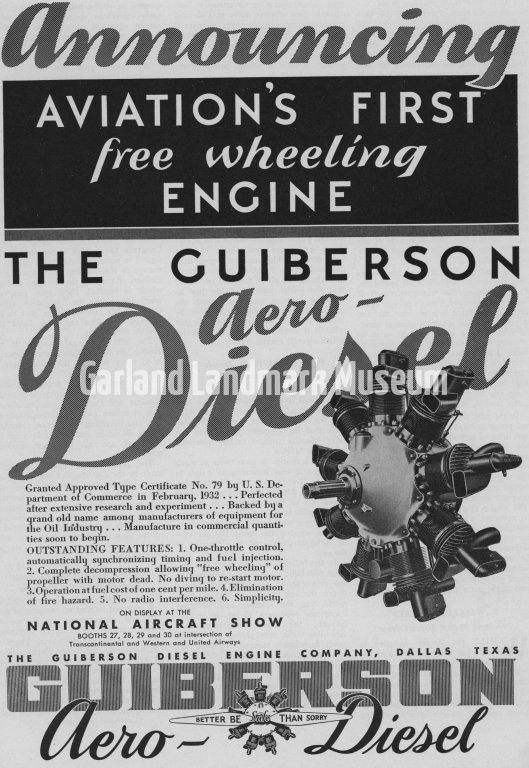 Announcing
AVIATION'S FIRST
free wheeling
ENGINE
THE GUIBERSON
Aero-
Diesel
Garland Landmark Museum
Granted Approved Type Certificate No. 79 by U. S. De-
partment of Commerce in February, 1932 . . . Perfected
after extensive research and experiment . . . Backed by a
grand old name among manufacturers of equipment for
the Oil Industry . . . Manufacture in commercial quanti-
ties soon to begin.
OUTSTANDING FEATURES: 1. One-throttle control,
automatically synchronizing timing and fuel injection.
2. Complete decompression allowing "free wheeling" of
propeller with motor dead. No diving to re-start motor.
3. Operation at fuel cost of one cent per mile. 4. Elimination
of fire hazard. 5. No radio interference. 6. Simplicity.
ON DISPLAY AT THE
NATIONAL AIRCRAFT SHOW
BOOTHS 27, 28, 29 and 30 at intersection of
Transcontinental and Western and United Airways
THE GUIBERSON DIESEL ENGINE COMPANY, DALLAS TEXAS
GUIBERSON
BETTER BE Safe THAN SORRY
Aero- Diesel